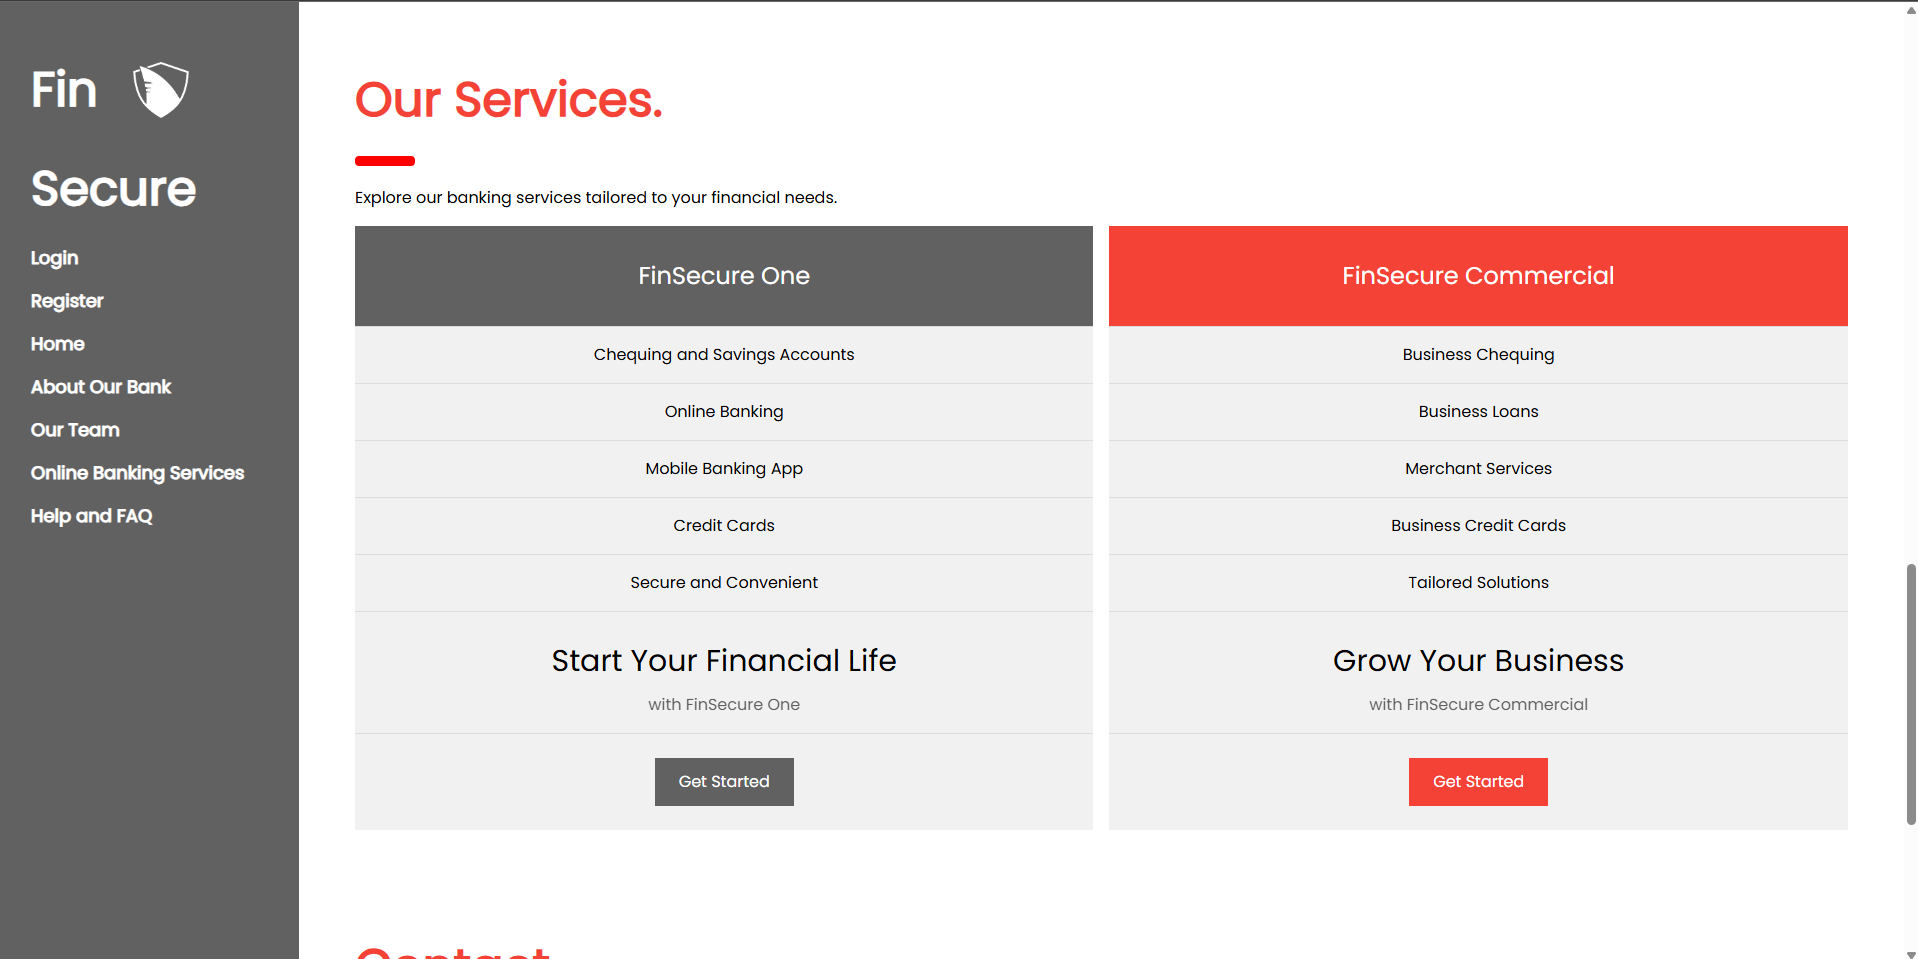 Fin
Secure
Login
Register
Home
About Our Bank
Our Team
Online Banking Services
Help and FAQ
Our Services.
Explore our banking services tailored to your financial needs.
FinSecure One
Chequing and Savings Accounts
Online Banking
Mobile Banking App
Credit Cards
Secure and Convenient
Start Your Financial Life
with FinSecure One
Get Started
FinSecure Commercial
Business Chequing
Business Loans
Merchant Services
Business Credit Cards
Tailored Solutions
Grow Your Business
with FinSecure Commercial
Get Started
Contact